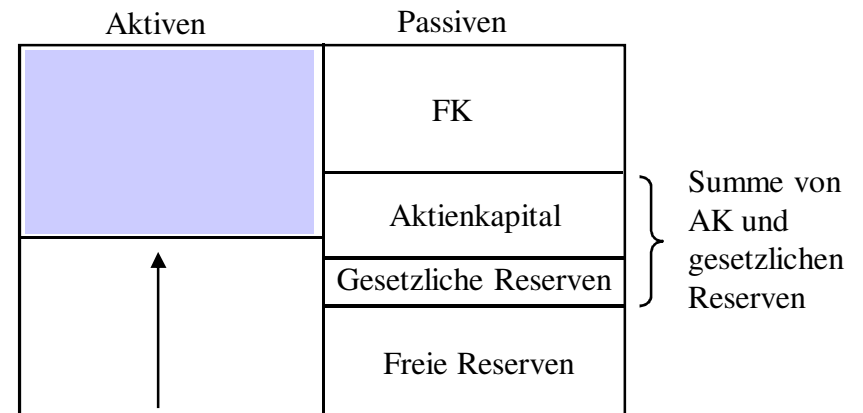 Aktiven
Passiven
FK
Aktienkapital
Gesetzliche Reserven
Freie Reserven
Summe von
AK und
gesetzlichen
Reserven